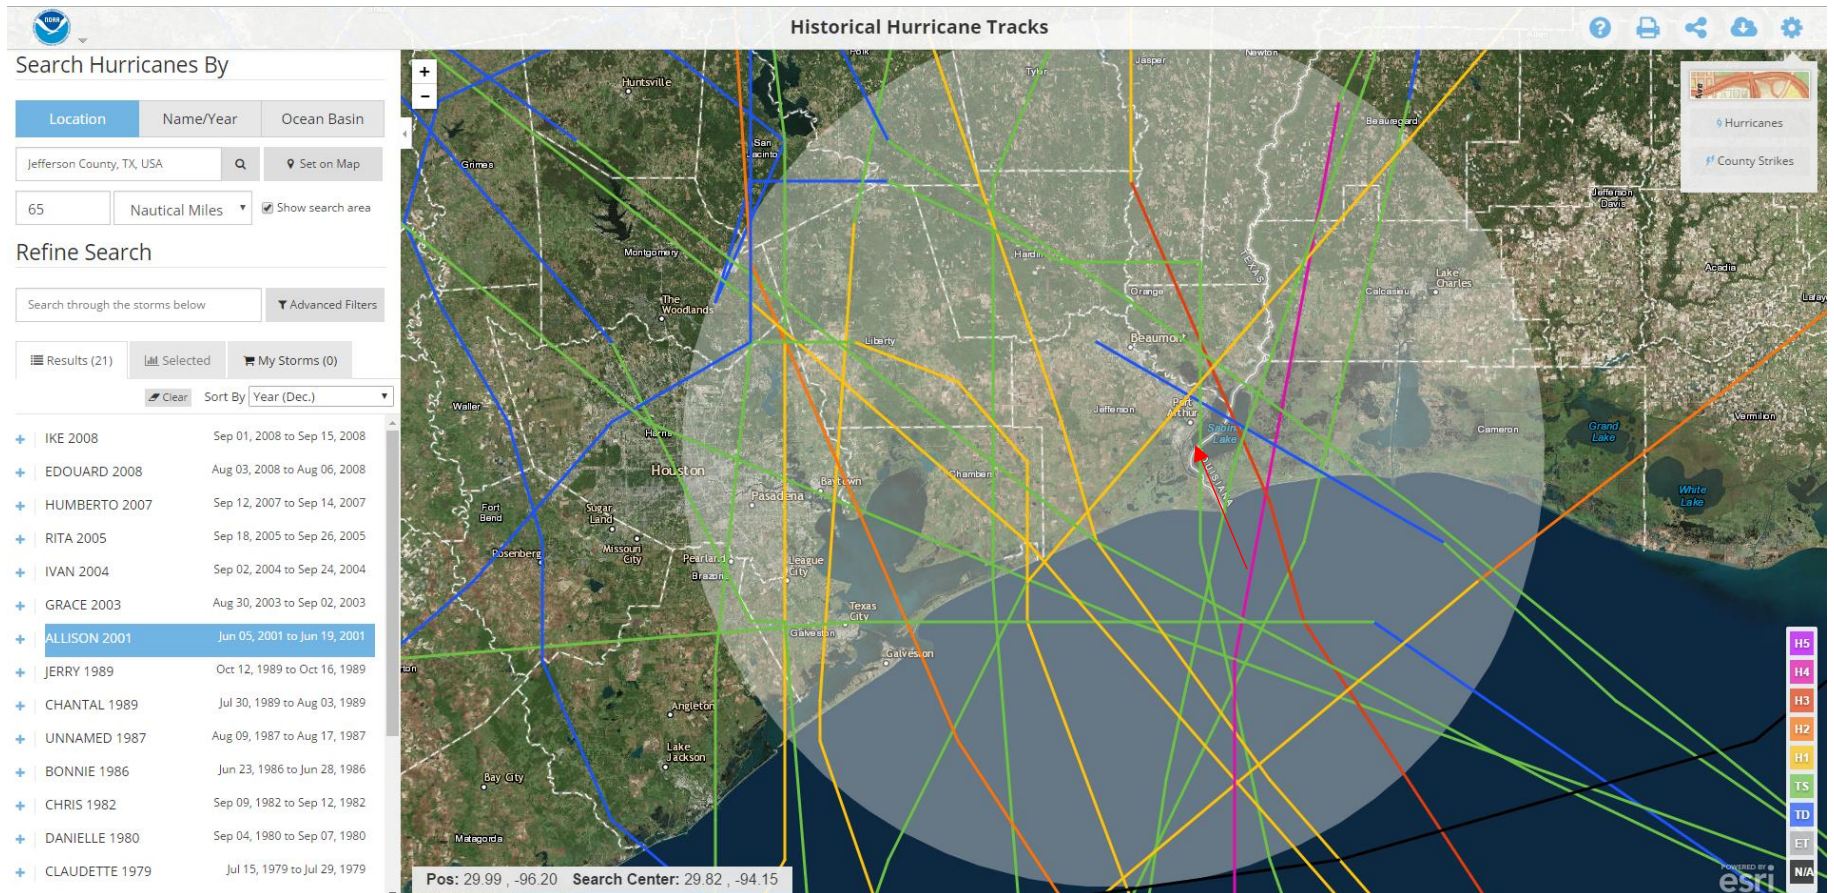 NOAA
Historical Hurricane Tracks
Search Hurricanes By
Location Name/Year Ocean Basin
Jefferson County, TX, USA Set on Map
65 Nautical Miles Show search area
Refine Search
Search through the storms below Advanced Filters
Results (21) Selected My Storms (0)
Clear Sort By Year (Dec.)
IKE 2008 Sep 01, 2008 to Sep 15, 2008
EDOUARD 2008 Aug 03, 2008 to Aug 06, 2008
HUMBERTO 2007 Sep 12, 2007 to Sep 14, 2007
RITA 2005 Sep 18, 2005 to Sep 26, 2005
IVAN 2004 Sep 02, 2004 to Sep 24, 2004
GRACE 2003 Aug 30, 2003 to Sep 02, 2003
ALLISON 2001 Jun 05, 2001 to Jun 19, 2001
JERRY 1989 Oct 12, 1989 to Oct 16, 1989
CHANTAL 1989 Jul 30, 1989 to Aug 03, 1989
UNNAMED 1987 Aug 09, 1987 to Aug 17, 1987
BONNIE 1986 Jun 23, 1986 to Jun 28, 1986
CHRIS 1982 Sep 09, 1982 to Sep 12, 1982
DANIELLE 1980 Sep 04, 1980 to Sep 07, 1980
CLAUDETTE 1979 Jul 15, 1979 to Jul 29, 1979
+
-
Polk
Tyler
Jasper
Newton
Huntsville
San
Jacinto
Grimes
Beauregard
Jefferson
Davis
Montgomery
Hardin
TEXAS
Acadia
The
Woodlands
Orange
Calcasieu
Lake
Charles
Lafay
Liberty
Beaumont
Waller
Harris
Jefferson
Port
Arthur
Sabine
Lake
Cameron
Grand
Lake
Vermilion
Houston
Pasadena
Baytown
Chambers
LOUISIANA
White
Lake
Fort
Bend
Sugar
Land
Rosenberg
Missouri
City
Pearland
Brazoria
League
City
Texas
City
Galveston
Galveston
rton
Angleton
Lake
Jackson
Bay City
Matagorda
Pos: 29.99 , -96.20 Search Center: 29.82 , -94.15
Hurricanes
County Strikes
H5
H4
H3
H2
H1
TS
TD
ET
N/A
POWERED BY
esri